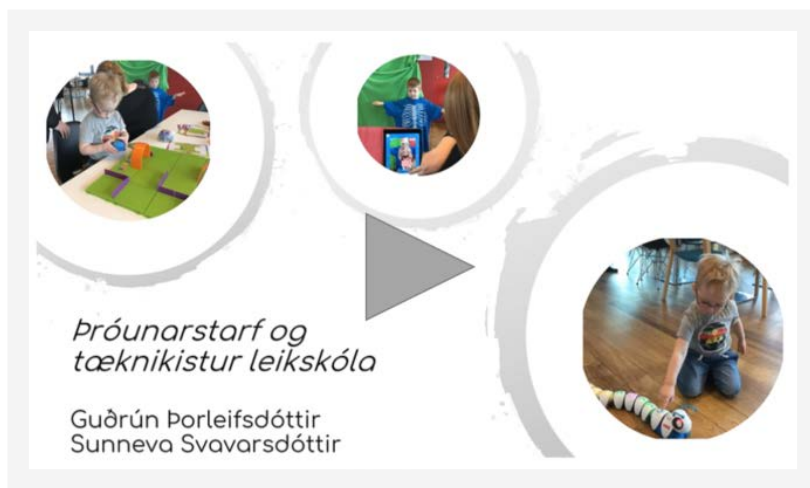 Þróunarstarf og
tæknikistur leikskóla
Guðrún Þorleifsdóttir
Sunneva Svavarsdóttir